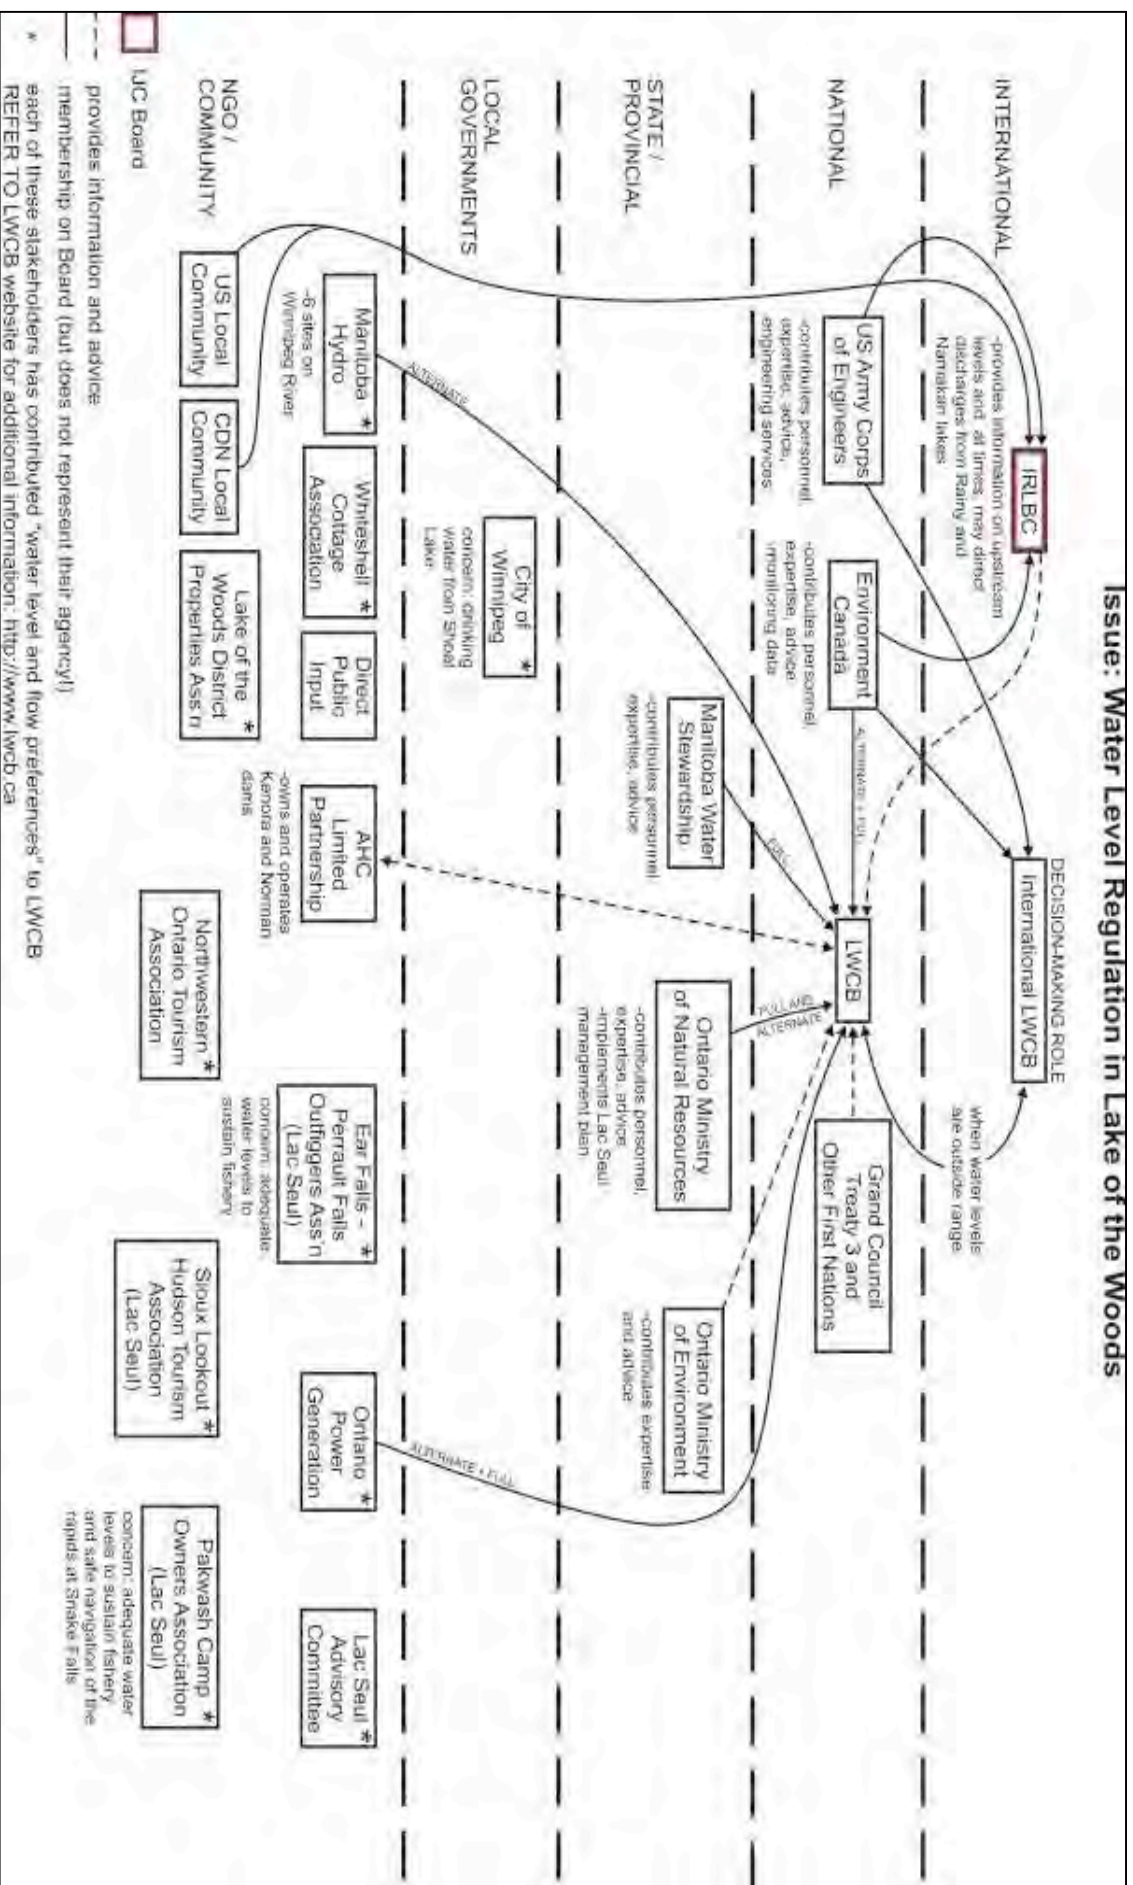 Issue: Water Level Regulation in Lake of the Woods
INTERNATIONAL
IRLBC
-provides information on upstream
levels and, at times, may direct
discharges from Rainy and
Namakan lakes
DECISION-MAKING ROLE
International LWCB
when water levels
are outside range
NATIONAL
US Army Corps
of Engineers
-contributes personnel,
expertise, advice,
engineering services
Environment
Canada
-contributes personnel,
expertise, advice
-monitoring data
ALTERNATE + FULL
LWCB
Grand Council
Treaty 3 and
Other First Nations
STATE /
PROVINCIAL
Manitoba Water
Stewardship
-contributes personnel,
expertise, advice
FULL
Ontario Ministry
of Natural Resources
-contributes personnel,
expertise, advice
-implements Lac Seul
management plan
FULL AND
ALTERNATE
Ontario Ministry
of Environment
-contributes expertise
and advice
LOCAL
GOVERNMENTS
City of
Winnipeg *
concern: drinking
water from Shoal
Lake
ALTERNATE
ALTERNATE + FULL
NGO /
COMMUNITY
Manitoba
Hydro *
-6 sites on
Winnipeg River
Whiteshell *
Cottage
Association
Direct
Public
Input
AHC
Limited
Partnership
-owns and operates
Kenora and Norman
dams
Ear Falls – *
Perrault Falls
Outfiggers Ass'n
(Lac Seul)
concern: adequate
water levels to
sustain fishery
Ontario *
Power
Generation
Lac Seul *
Advisory
Committee
US Local
Community
CDN Local
Community
Lake of the *
Woods District
Properties Ass'n
Northwestern *
Ontario Tourism
Association
Sioux Lookout *
Hudson Tourism
Association
(Lac Seul)
Pakwash Camp *
Owners Association
(Lac Seul)
concern: adequate water
levels to sustain fishery
and safe navigation of the
rapids at Snake Falls
IJC Board
provides information and advice
membership on Board (but does not represent their agency!)
* each of these stakeholders has contributed "water level and flow preferences" to LWCB
REFER TO LWCB website for additional information: http://www.lwcb.ca